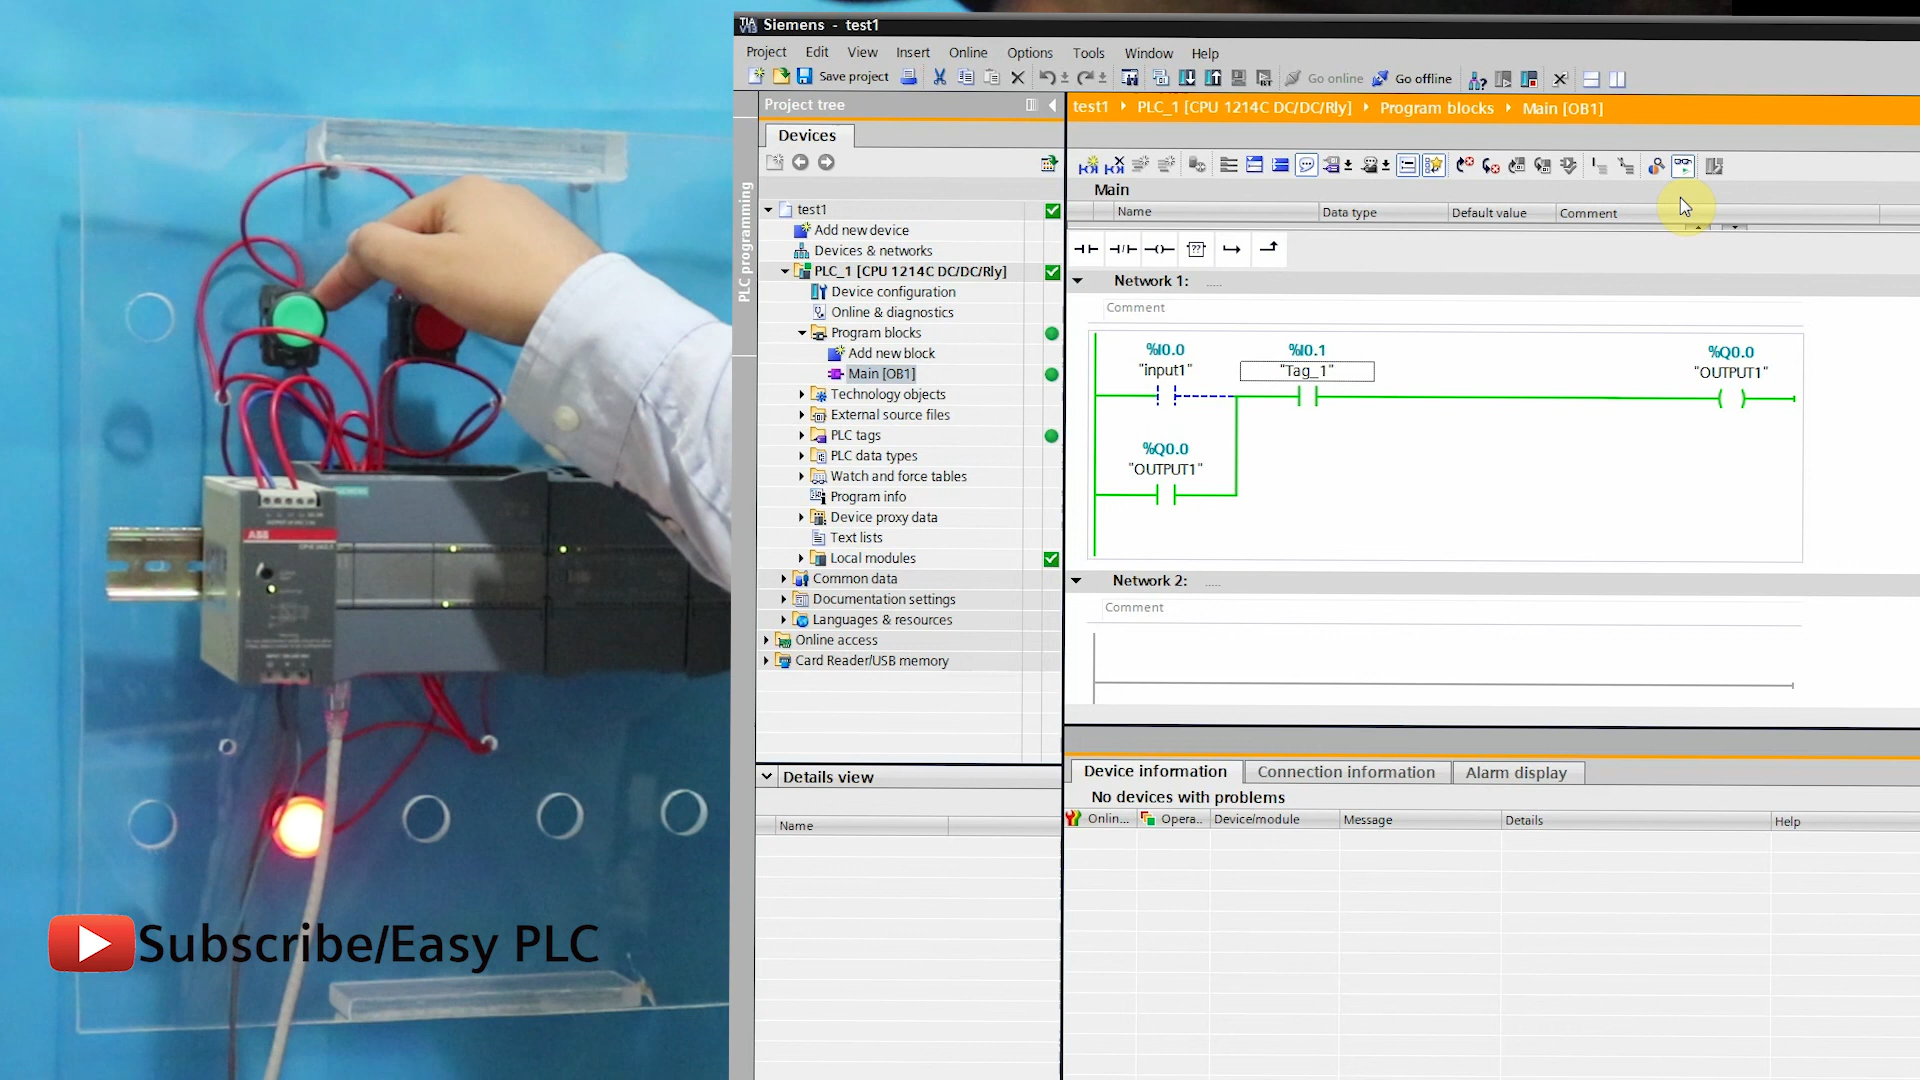 Siemens - test1
Project Edit View Insert Online Options Tools Window Help
Save project Go online Go offline
Project tree
test1 PLC_1 [CPU 1214C DC/DC/Rly] Program blocks Main [OB1]
Devices
PLC programming
test1
Add new device
Devices & networks
PLC_1 [CPU 1214C DC/DC/Rly]
Device configuration
Online & diagnostics
Program blocks
Add new block
Main [OB1]
Technology objects
External source files
PLC tags
PLC data types
Watch and force tables
Program info
Device proxy data
Text lists
Local modules
Common data
Documentation settings
Languages & resources
Online access
Card Reader/USB memory
Details view
Name
Main
Name Data type Default value Comment
??
Network 1: .....
Comment
%I0.0 %I0.1 %Q0.0
"input1" "Tag_1" "OUTPUT1"
%Q0.0
"OUTPUT1"
Network 2: .....
Comment
Device information Connection information Alarm display
No devices with problems
Onlin... Opera.. Device/module Message Details Help
SIEMENS
ABB
Subscribe/Easy PLC